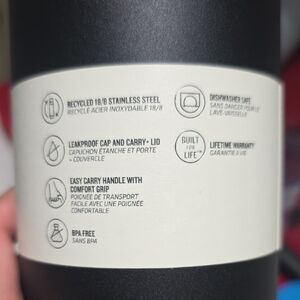 RECYCLED 18/8 STAINLESS STEEL
RECYCLÉ ACIER INOXYDABLE 18/8
LEAKPROOF CAP AND CARRY+ LID
CAPUCHON ÉTANCHE ET PORTE
+ COUVERCLE
EASY CARRY HANDLE WITH
COMFORT GRIP
POIGNÉE DE TRANSPORT
FACILE AVEC UNE POIGNÉE
CONFORTABLE
BPA FREE
SANS BPA
DISHWASHER SAFE
SANS DANGER POUR LE
LAVE-VAISSELLE
BUILT
FOR
LIFE™
LIFETIME WARRANTY
GARANTIE À VIE